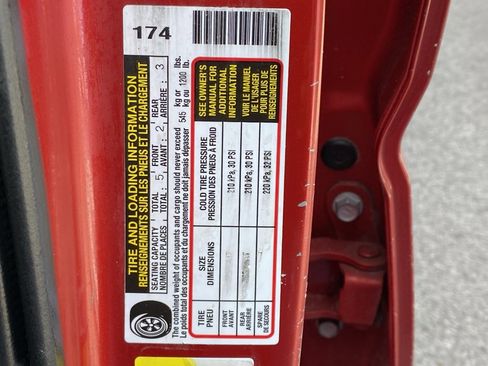 174
TIRE AND LOADING INFORMATION
RENSEIGNEMENTS SUR LES PNEUS ET LE CHARGEMENT
SEATING CAPACITY TOTAL : 5, FRONT : 2, REAR : 3
NOMBRE DE PLACES, TOTAL : 5, AVANT : 2, ARRIÈRE : 3
The combined weight of occupants and cargo should never exceed 545 kg or 1200 lbs.
Le poids total des occupants et du chargement ne doit jamais dépasser 545 kg ou 1200 lb.
TIRE
PNEU
SIZE
DIMENSIONS
COLD TIRE PRESSURE
PRESSION DES PNEUS À FROID
FRONT
AVANT
210 kPa, 30 PSI
REAR
ARRIÈRE
210 kPa, 30 PSI
SPARE
DE SECOURS
220 kPa, 32 PSI
SEE OWNER'S
MANUAL FOR
ADDITIONAL
INFORMATION
VOIR LE MANUEL
DE L'USAGER
POUR PLUS DE
RENSEIGNEMENTS